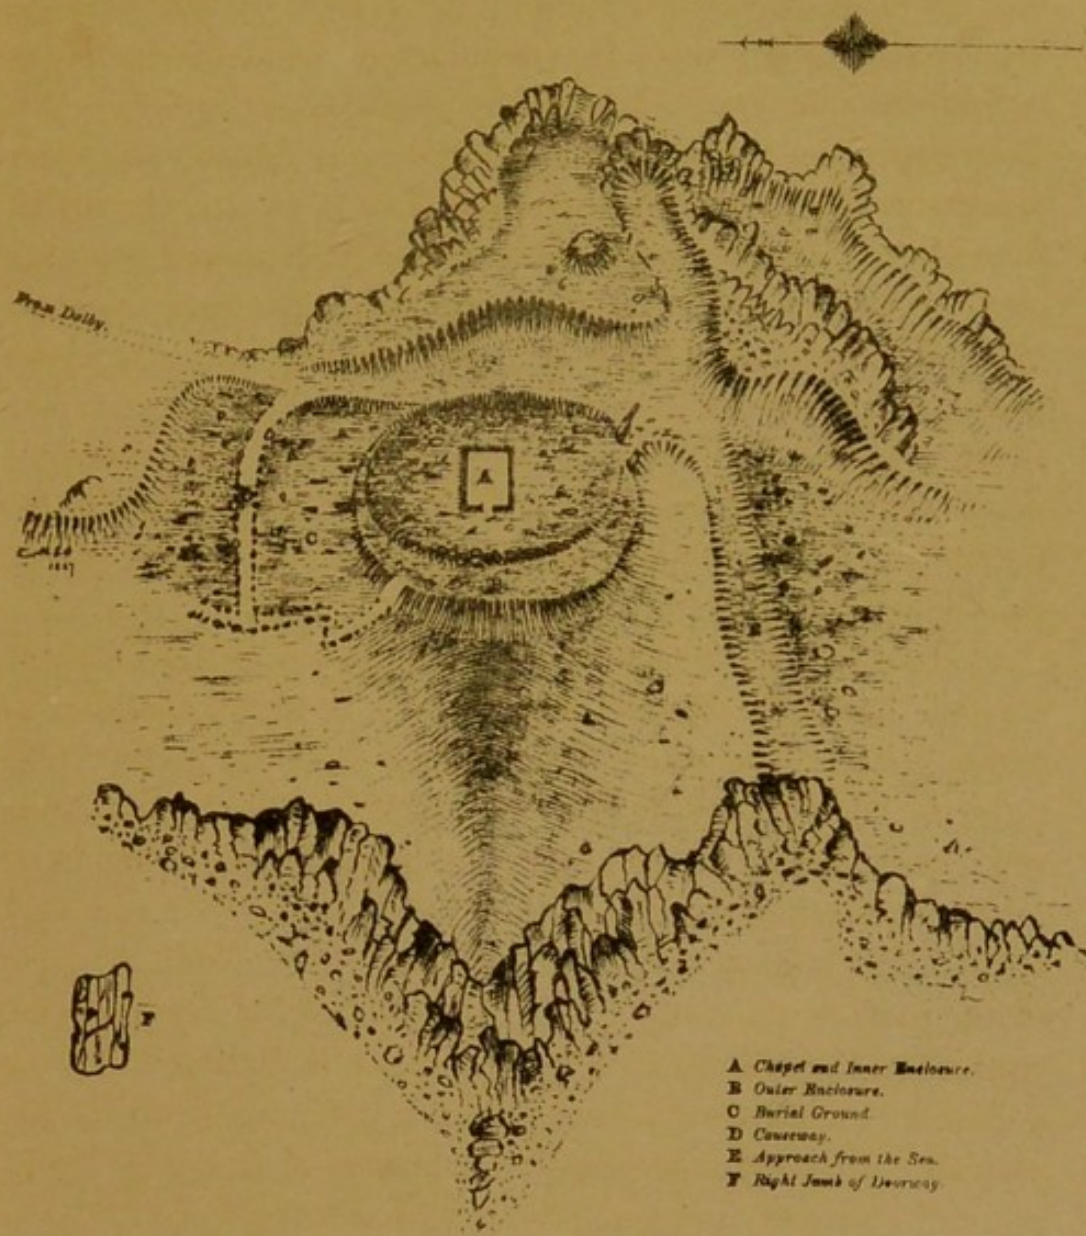 From Dalby.
A
C
1887
F
A Chapel and Inner Enclosure.
B Outer Enclosure.
C Burial Ground
D Causeway.
E Approach from the Sea.
F Right Jamb of Doorway.